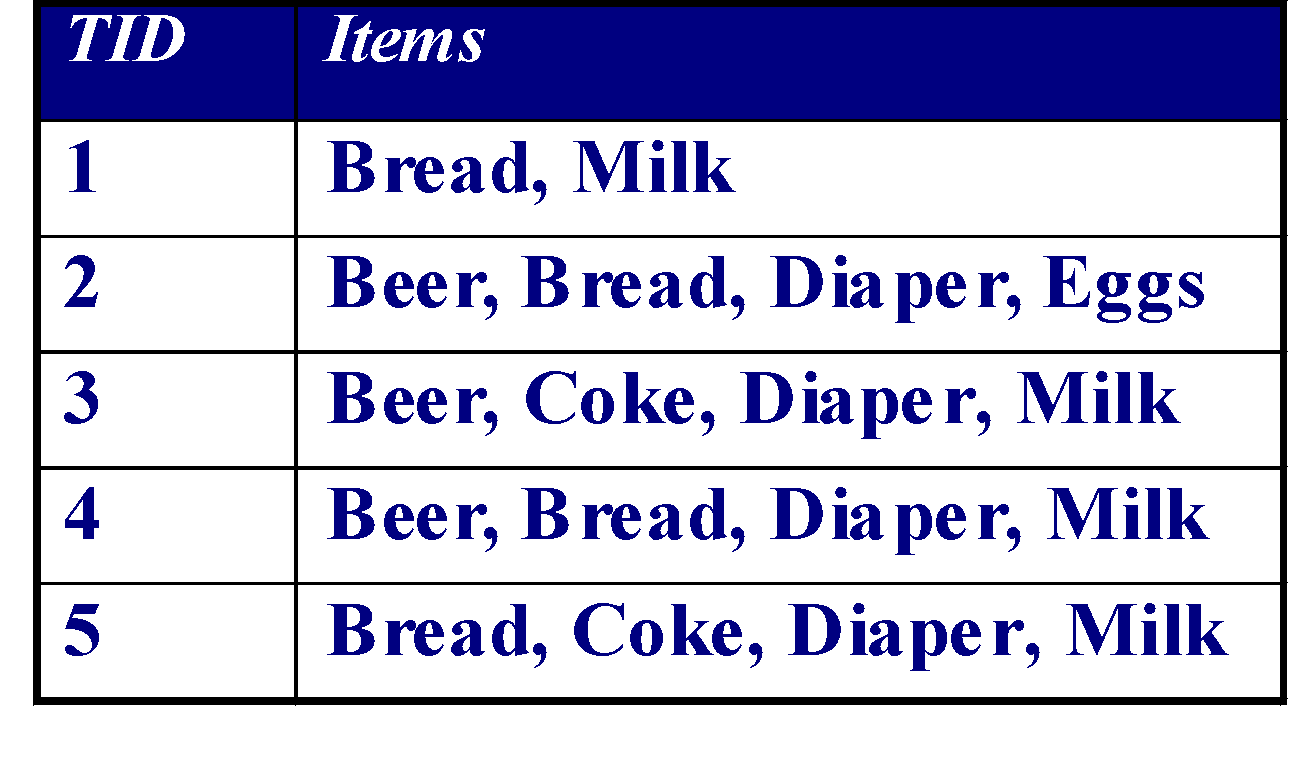 TID Items
1 Bread, Milk
2 Beer, Bread, Diaper, Eggs
3 Beer, Coke, Diaper, Milk
4 Beer, Bread, Diaper, Milk
5 Bread, Coke, Diaper, Milk